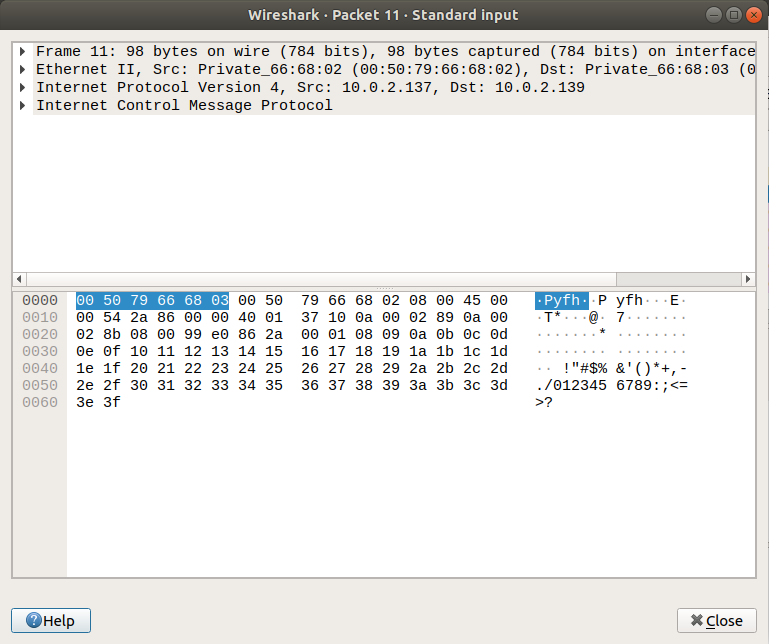 Wireshark · Packet 11 · Standard input
Frame 11: 98 bytes on wire (784 bits), 98 bytes captured (784 bits) on interface
Ethernet II, Src: Private_66:68:02 (00:50:79:66:68:02), Dst: Private_66:68:03 (0
Internet Protocol Version 4, Src: 10.0.2.137, Dst: 10.0.2.139
Internet Control Message Protocol
0000 00 50 79 66 68 03 00 50 79 66 68 02 08 00 45 00 ·Pyfh··P yfh···E·
0010 00 54 2a 86 00 00 40 01 37 10 0a 00 02 89 0a 00 ·T*···@· 7·······
0020 02 8b 08 00 99 e0 86 2a 00 01 08 09 0a 0b 0c 0d ·······* ········
0030 0e 0f 10 11 12 13 14 15 16 17 18 19 1a 1b 1c 1d ········ ········
0040 1e 1f 20 21 22 23 24 25 26 27 28 29 2a 2b 2c 2d ·· !"#$% &'()*+,-
0050 2e 2f 30 31 32 33 34 35 36 37 38 39 3a 3b 3c 3d ./012345 6789:;<=
0060 3e 3f >?
Help
Close